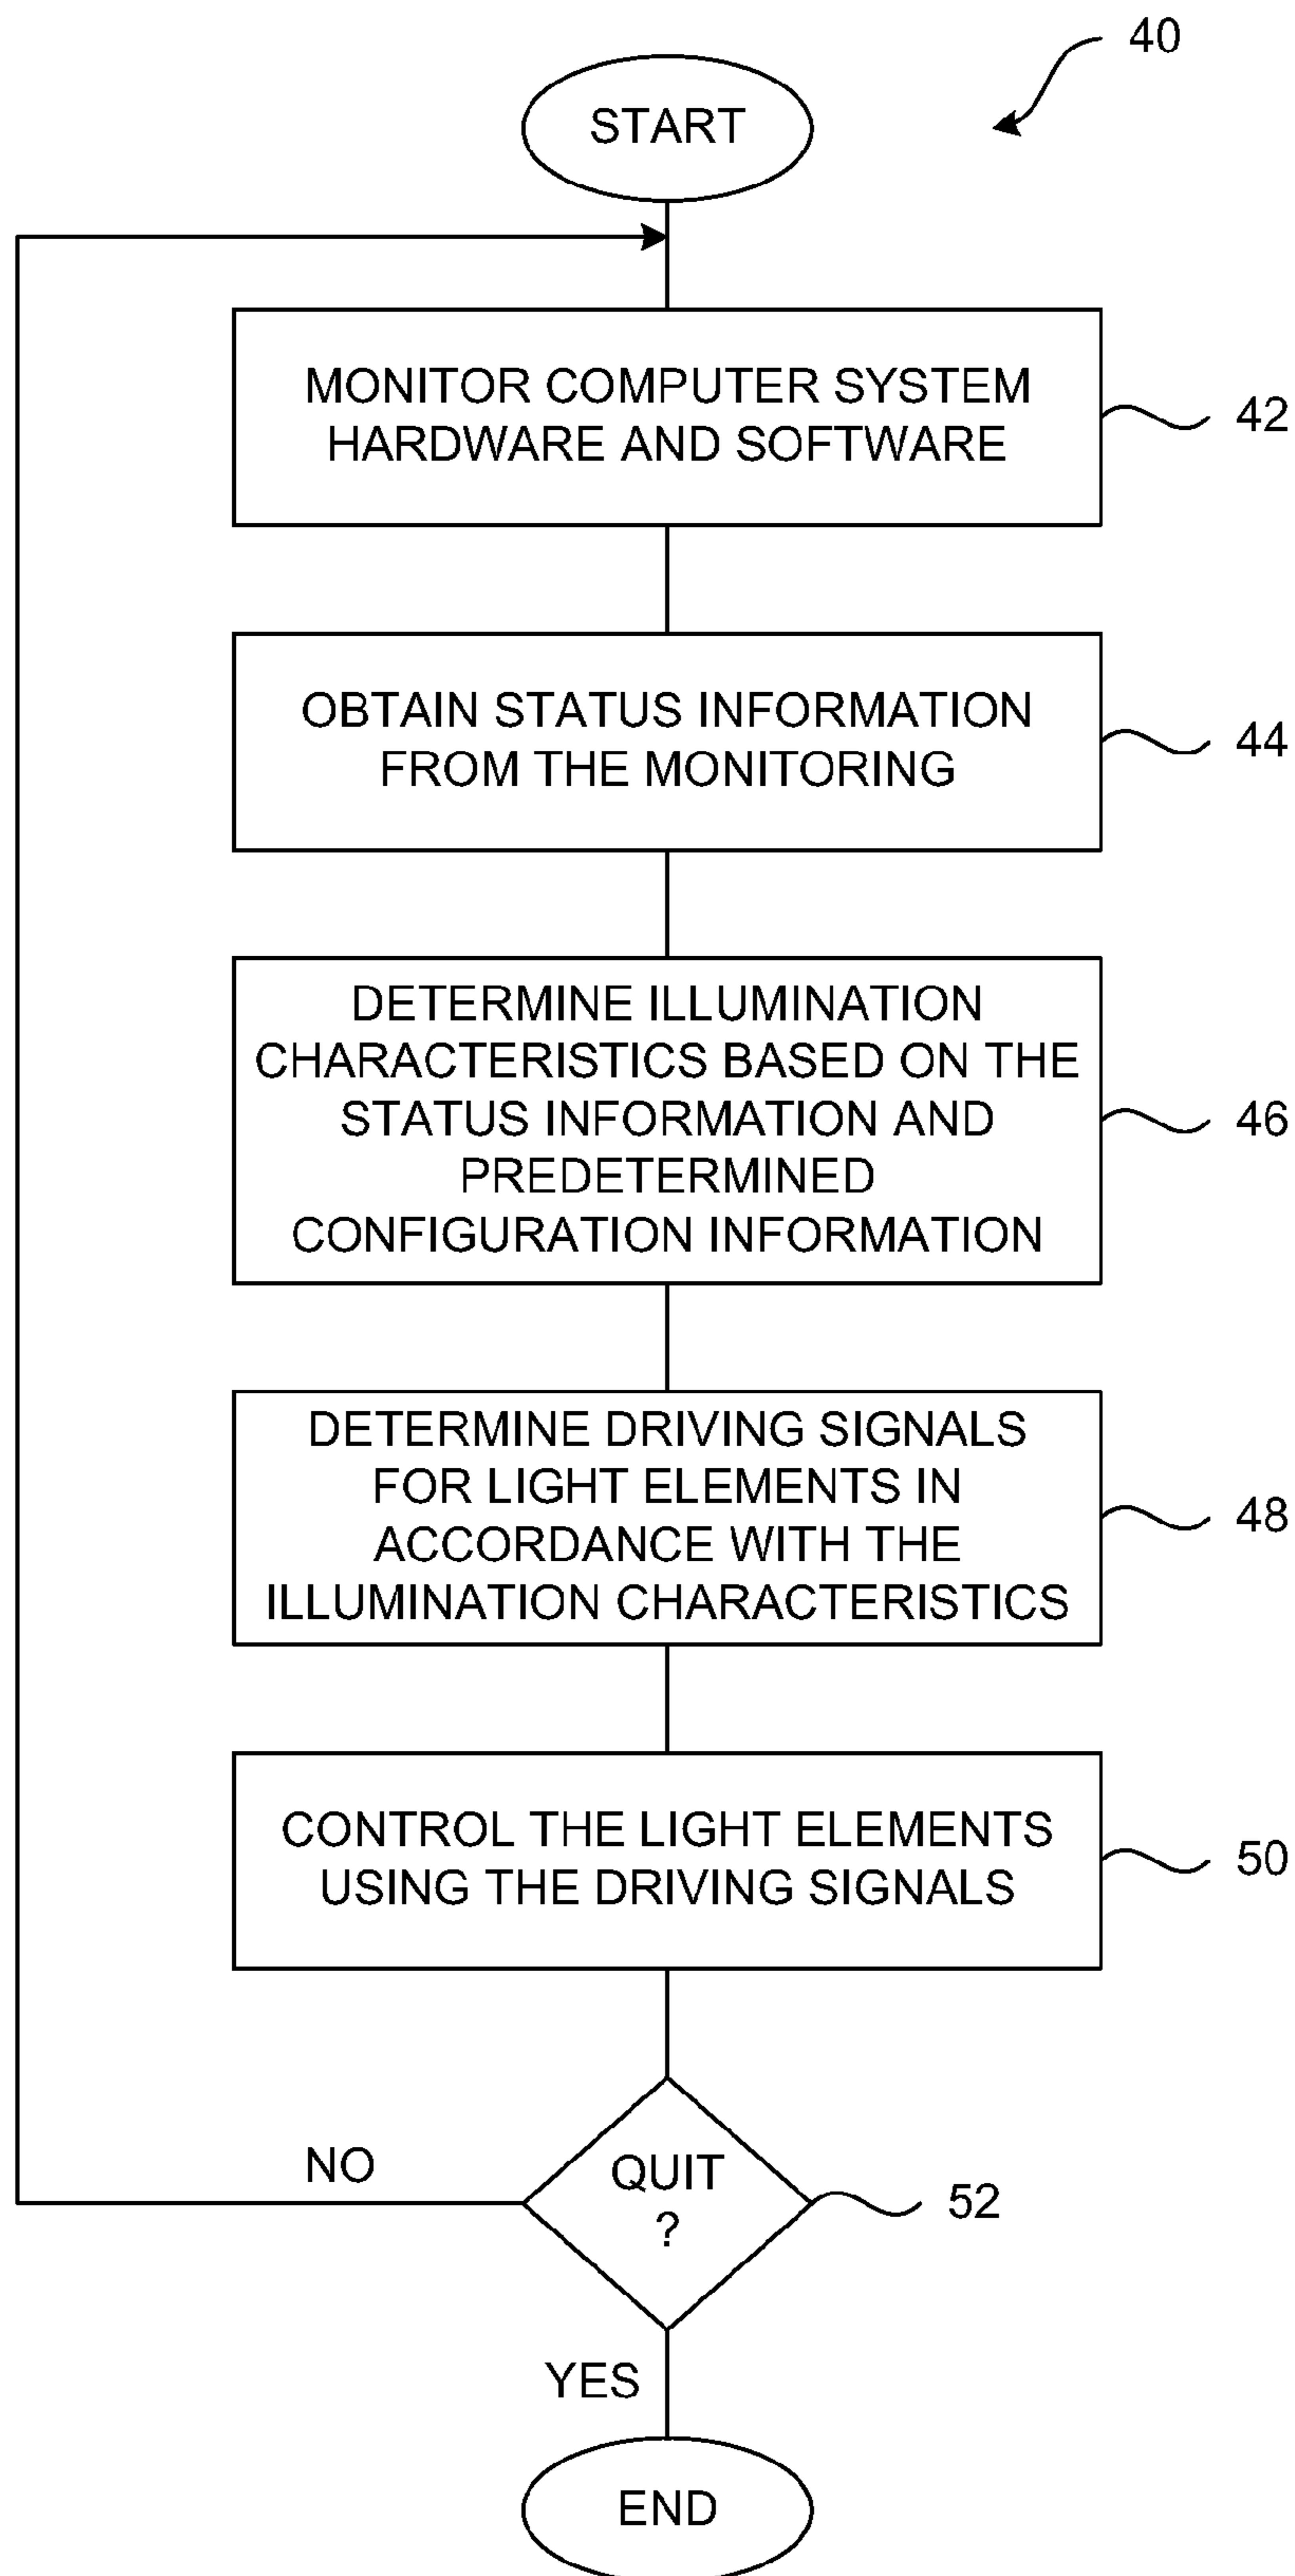 40
START
MONITOR COMPUTER SYSTEM
HARDWARE AND SOFTWARE
42
OBTAIN STATUS INFORMATION
FROM THE MONITORING
44
DETERMINE ILLUMINATION
CHARACTERISTICS BASED ON THE
STATUS INFORMATION AND
PREDETERMINED
CONFIGURATION INFORMATION
46
DETERMINE DRIVING SIGNALS
FOR LIGHT ELEMENTS IN
ACCORDANCE WITH THE
ILLUMINATION CHARACTERISTICS
48
CONTROL THE LIGHT ELEMENTS
USING THE DRIVING SIGNALS
50
NO
QUIT
?
52
YES
END